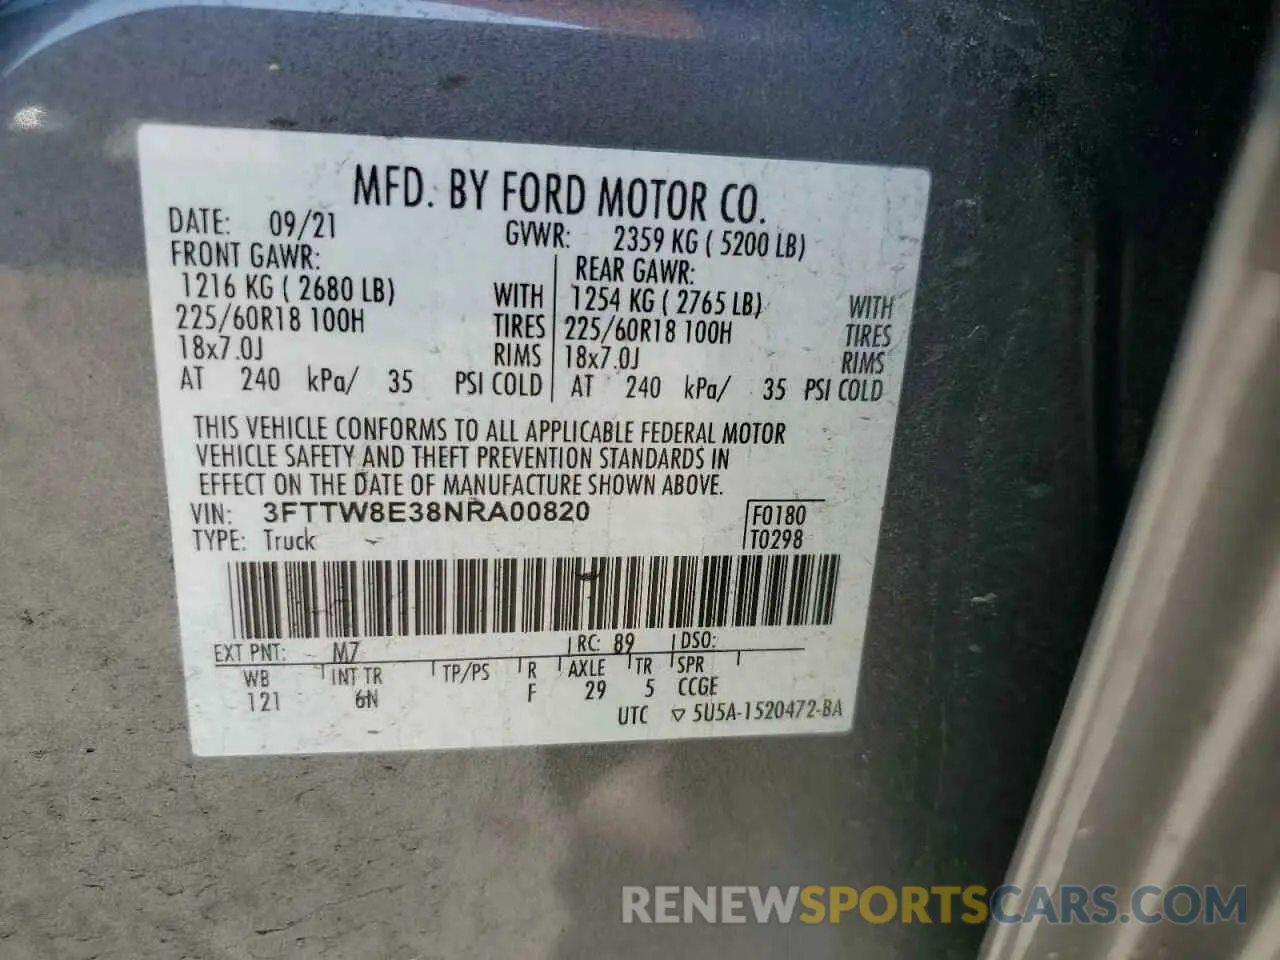 MFD. BY FORD MOTOR CO.
DATE: 09/21 GVWR: 2359 KG ( 5200 LB)
FRONT GAWR: REAR GAWR:
1216 KG ( 2680 LB) WITH 1254 KG ( 2765 LB) WITH
225/60R18 100H TIRES 225/60R18 100H TIRES
18x7.0J RIMS 18x7.0J RIMS
AT 240 kPa/ 35 PSI COLD AT 240 kPa/ 35 PSI COLD
THIS VEHICLE CONFORMS TO ALL APPLICABLE FEDERAL MOTOR
VEHICLE SAFETY AND THEFT PREVENTION STANDARDS IN
EFFECT ON THE DATE OF MANUFACTURE SHOWN ABOVE.
VIN: 3FTTW8E38NRA00820 F0180
TYPE: Truck T0298
EXT PNT: M7 RC: 89 DSO:
WB INT TR TP/PS R AXLE TR SPR
121 6N F 29 5 CCGE
UTC ▽ 5U5A-1520472-BA
RENEWSPORTSCARS.COM